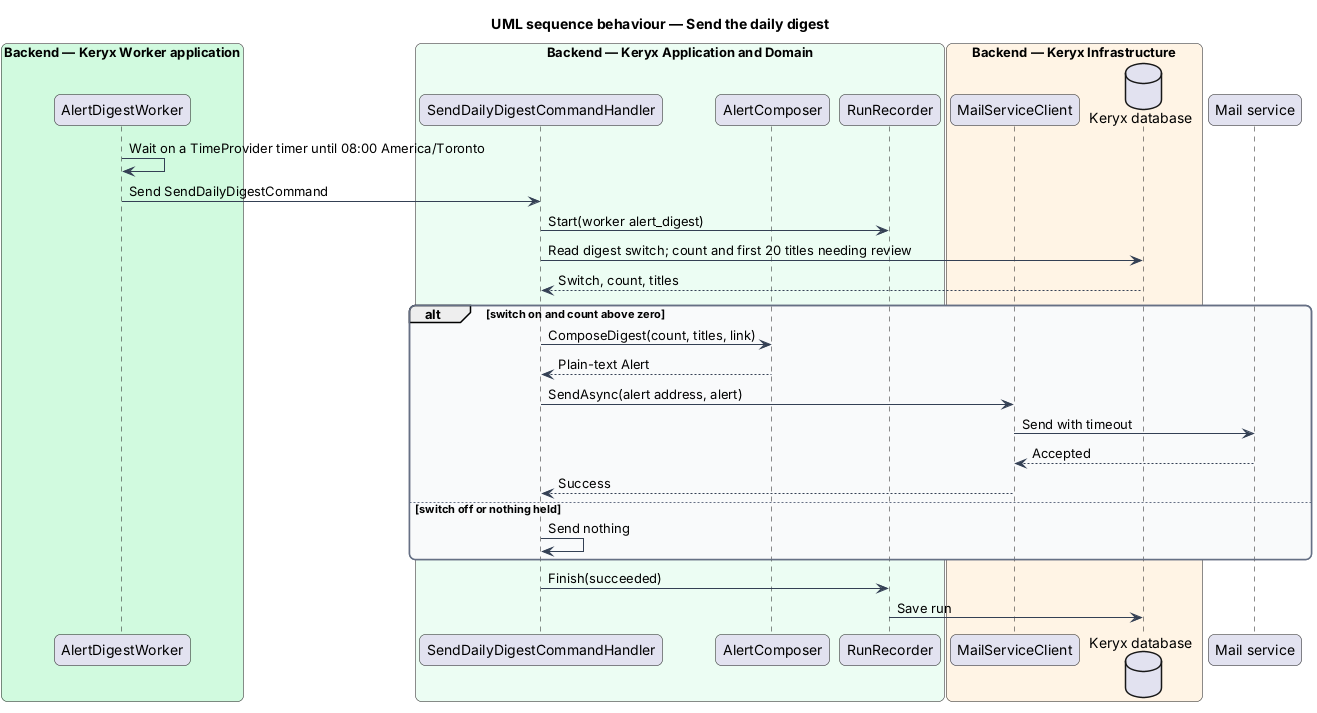 UML sequence behaviour — Send the daily digest
Backend — Keryx Worker application
Backend — Keryx Application and Domain
Backend — Keryx Infrastructure
AlertDigestWorker
SendDailyDigestCommandHandler
AlertComposer
RunRecorder
MailServiceClient
Keryx database
Mail service
Wait on a TimeProvider timer until 08:00 America/Toronto
Send SendDailyDigestCommand
Start(worker alert_digest)
Read digest switch; count and first 20 titles needing review
Switch, count, titles
alt
[switch on and count above zero]
ComposeDigest(count, titles, link)
Plain-text Alert
SendAsync(alert address, alert)
Send with timeout
Accepted
Success
[switch off or nothing held]
Send nothing
Finish(succeeded)
Save run
AlertDigestWorker
SendDailyDigestCommandHandler
AlertComposer
RunRecorder
MailServiceClient
Keryx database
Mail service